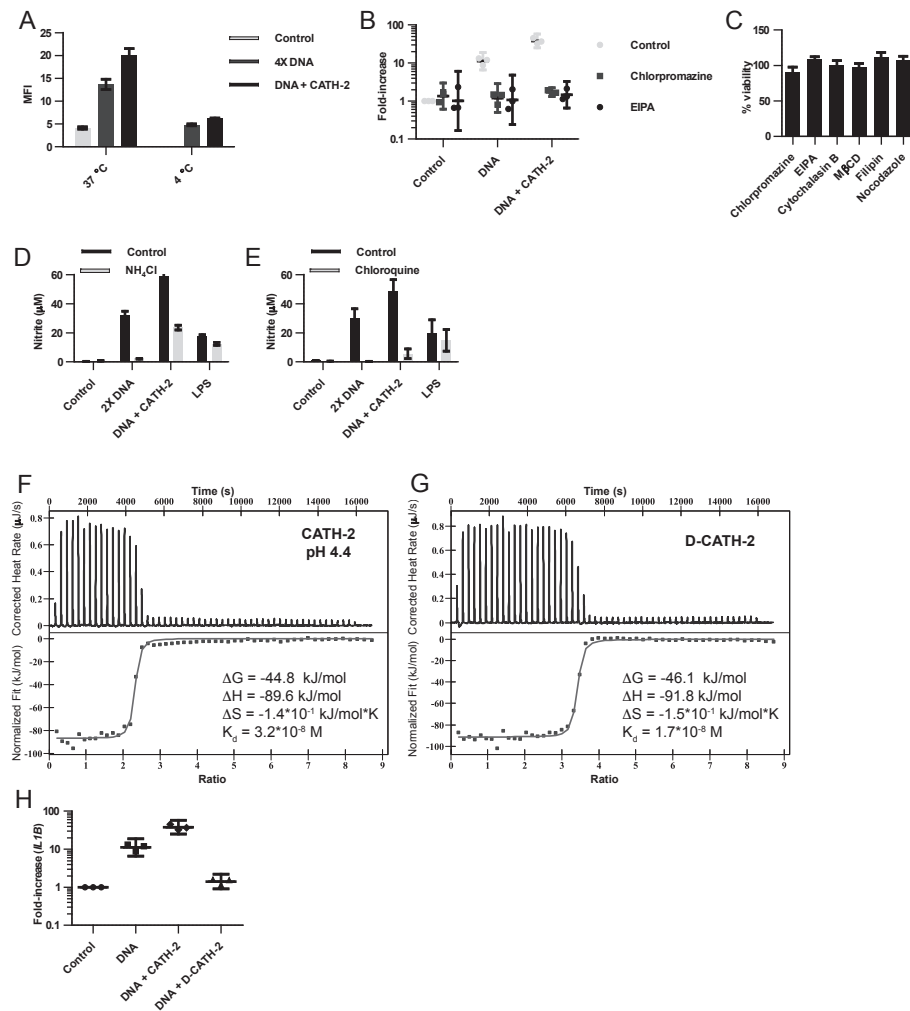 A
Control
4X DNA
DNA + CATH-2
MFI
25
20
15
10
5
0
37 °C
4 °C
B
Fold-increase
100
10
1
0.1
Control
DNA
DNA + CATH-2
Control
Chlorpromazine
EIPA
C
% viability
150
100
50
0
Chlorpromazine
EIPA
Cytochalasin B
MβCD
Filipin
Nocodazole
D
Control
NH₄Cl
Nitrite (μM)
60
40
20
0
Control
2X DNA
DNA + CATH-2
LPS
E
Control
Chloroquine
Nitrite (μM)
60
40
20
0
Control
2X DNA
DNA + CATH-2
LPS
F
Time (s)
0 2000 4000 6000 8000 10000 12000 14000 16000
Corrected Heat Rate (μJ/s)
0.8
0.6
0.4
0.2
0
CATH-2
pH 4.4
Normalized Fit (kJ/mol)
0
-20
-40
-60
-80
-100
ΔG = -44.8 kJ/mol
ΔH = -89.6 kJ/mol
ΔS = -1.4*10⁻¹ kJ/mol*K
Kd = 3.2*10⁻⁸ M
0 1 2 3 4 5 6 7 8 9
Ratio
G
Time (s)
0 2000 4000 6000 8000 10000 12000 14000 16000
Corrected Heat Rate (μJ/s)
0.8
0.6
0.4
0.2
0
D-CATH-2
Normalized Fit (kJ/mol)
0
-20
-40
-60
-80
-100
ΔG = -46.1 kJ/mol
ΔH = -91.8 kJ/mol
ΔS = -1.5*10⁻¹ kJ/mol*K
Kd = 1.7*10⁻⁸ M
0 1 2 3 4 5 6 7 8 9
Ratio
H
Fold-increase (IL1B)
100
10
1
0.1
Control
DNA
DNA + CATH-2
DNA + D-CATH-2